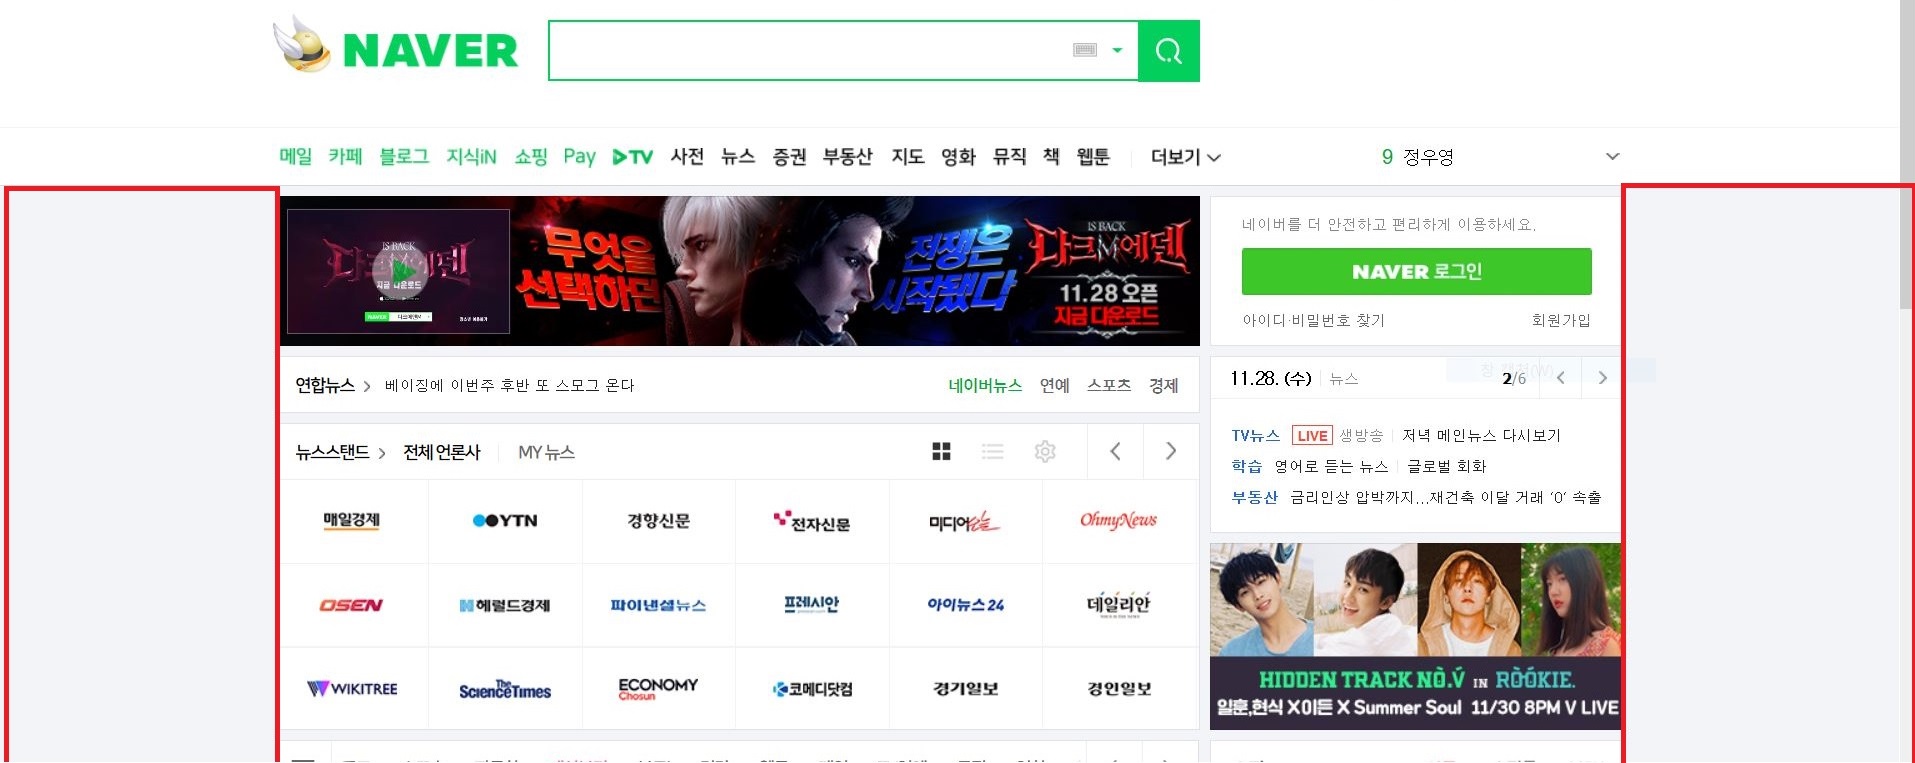 NAVER
메일 카페 블로그 지식iN 쇼핑 Pay TV 사전 뉴스 증권 부동산 지도 영화 뮤직 책 웹툰 더보기
9 정우영
IS BACK
다크에덴M
지금 다운로드
NAVER
무엇을
선택하던
전쟁은
시작됐다
IS BACK
다크에덴M
11.28 오픈
지금 다운로드
네이버를 더 안전하고 편리하게 이용하세요.
NAVER 로그인
아이디·비밀번호 찾기 회원가입
연합뉴스 베이징에 이번주 후반 또 스모그 온다
네이버뉴스 연예 스포츠 경제
11.28. (수) 뉴스 2/6
창 캡처(W)
TV뉴스 LIVE 생방송 저녁 메인뉴스 다시보기
학습 영어로 듣는 뉴스 글로벌 회화
부동산 금리인상 압박까지...재건축 이달 거래 '0' 속출
뉴스스탠드 전체 언론사 MY 뉴스
매일경제 YTN 경향신문 전자신문 미디어오늘 OhmyNews
OSEN 헤럴드경제 파이낸셜뉴스 프레시안 아이뉴스24 데일리안
WIKITREE The ScienceTimes ECONOMY Chosun 코메디닷컴 경기일보 경인일보
HIDDEN TRACK NO.V IN ROOKIE.
일훈,현식 X 이든 X Summer Soul 11/30 8PM V LIVE